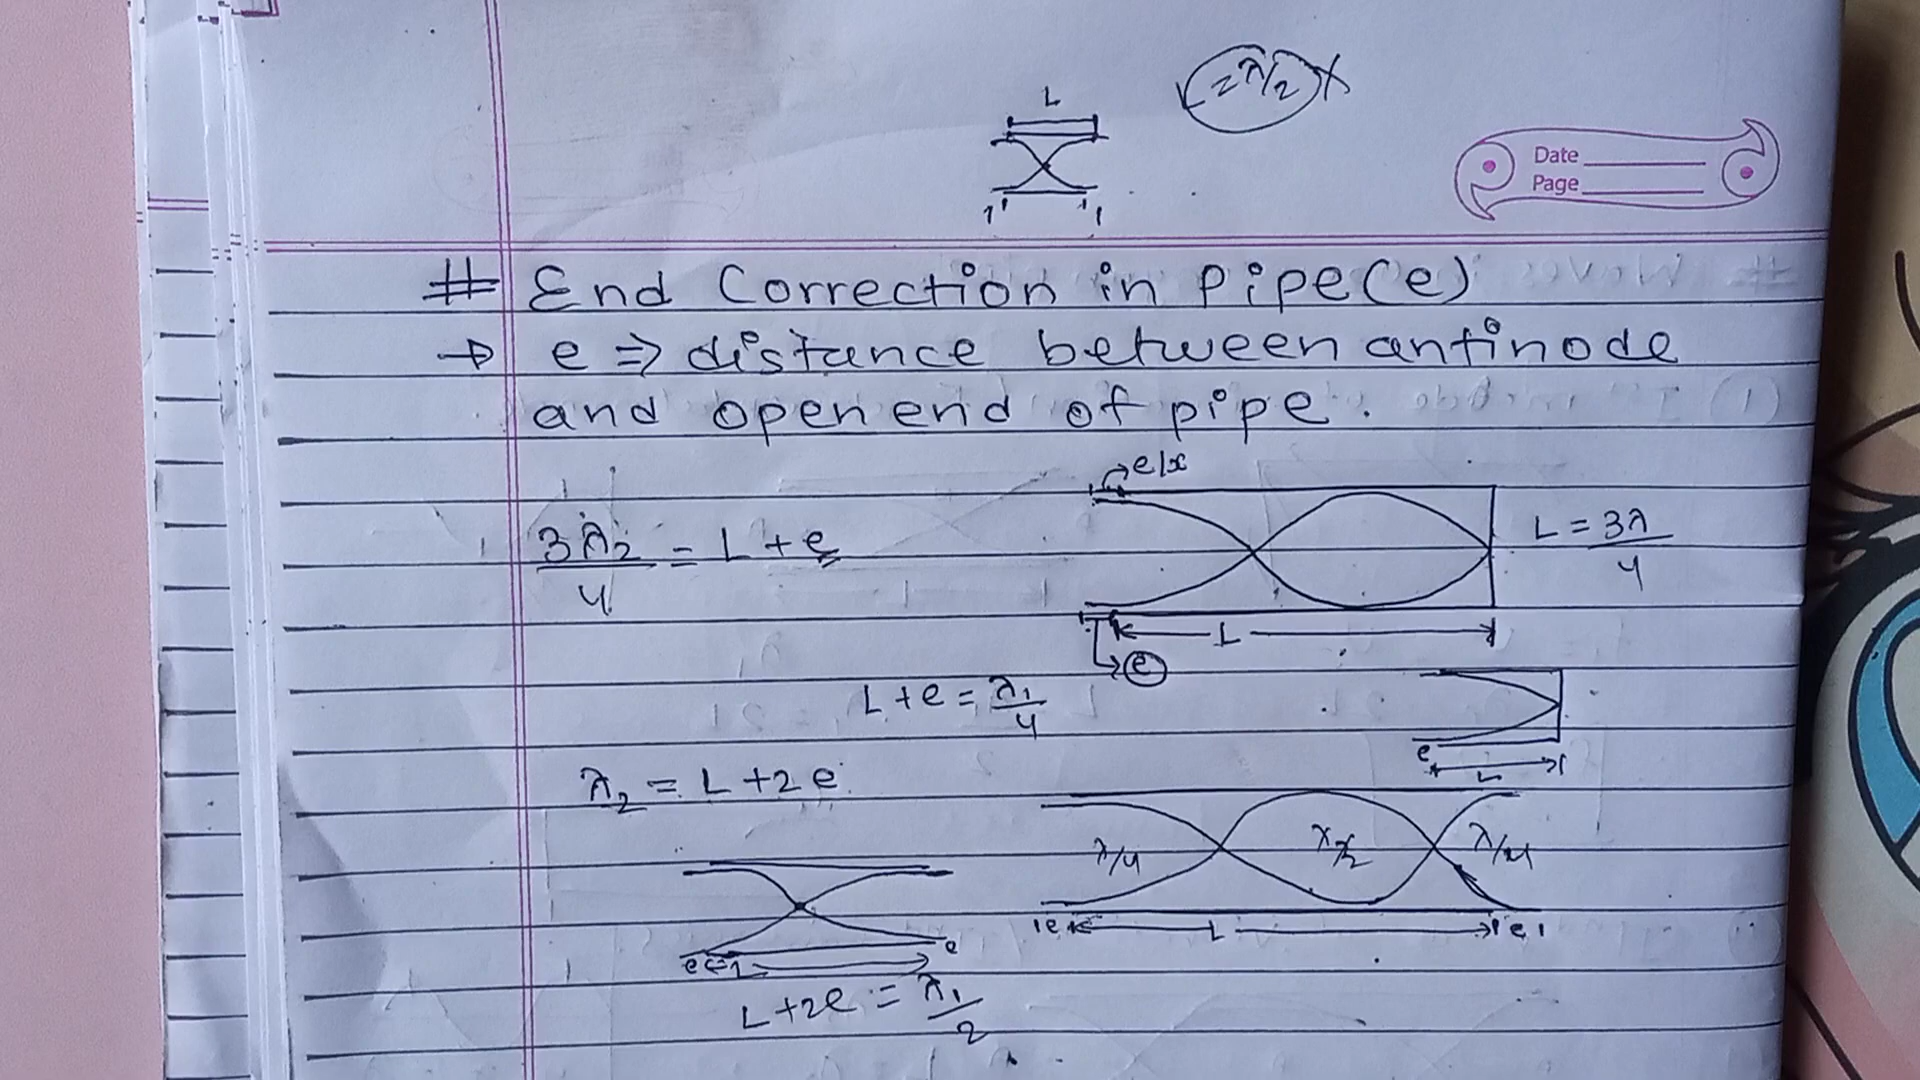 L = λ/2 X
L
Date
Page
# End Correction in Pipe(e)
→ e ⇒ distance between antinode
and open end of pipe.
e/x
3λ₂/4 = L + e
L = 3λ/4
L
e
L + e = λ₁/4
e L
λ₂ = L + 2e
λ/4 λ/2 λ/4
e L e
e L e
L + 2e = λ₁/2